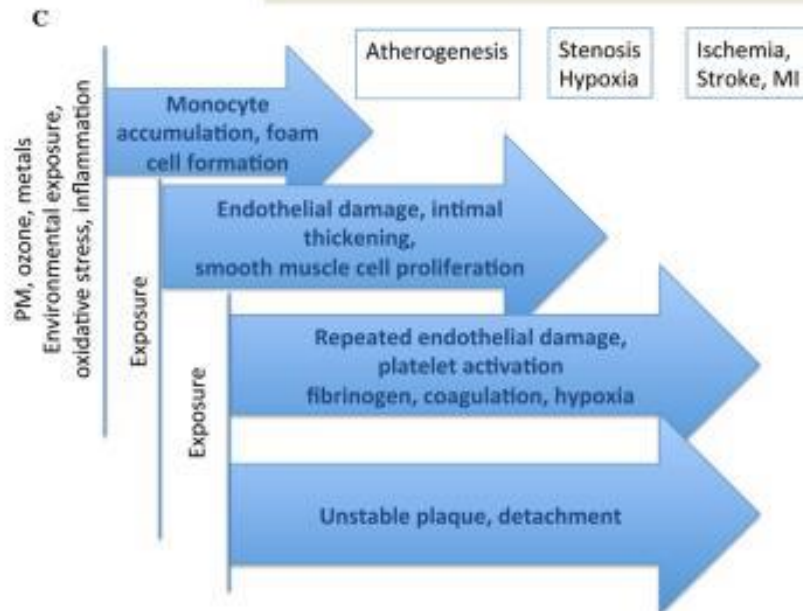 C
Atherogenesis
Stenosis
Hypoxia
Ischemia,
Stroke, MI
PM, ozone, metals
Environmental exposure,
oxidative stress, inflammation
Monocyte
accumulation, foam
cell formation
Exposure
Endothelial damage, intimal
thickening,
smooth muscle cell proliferation
Exposure
Repeated endothelial damage,
platelet activation
fibrinogen, coagulation, hypoxia
Unstable plaque, detachment